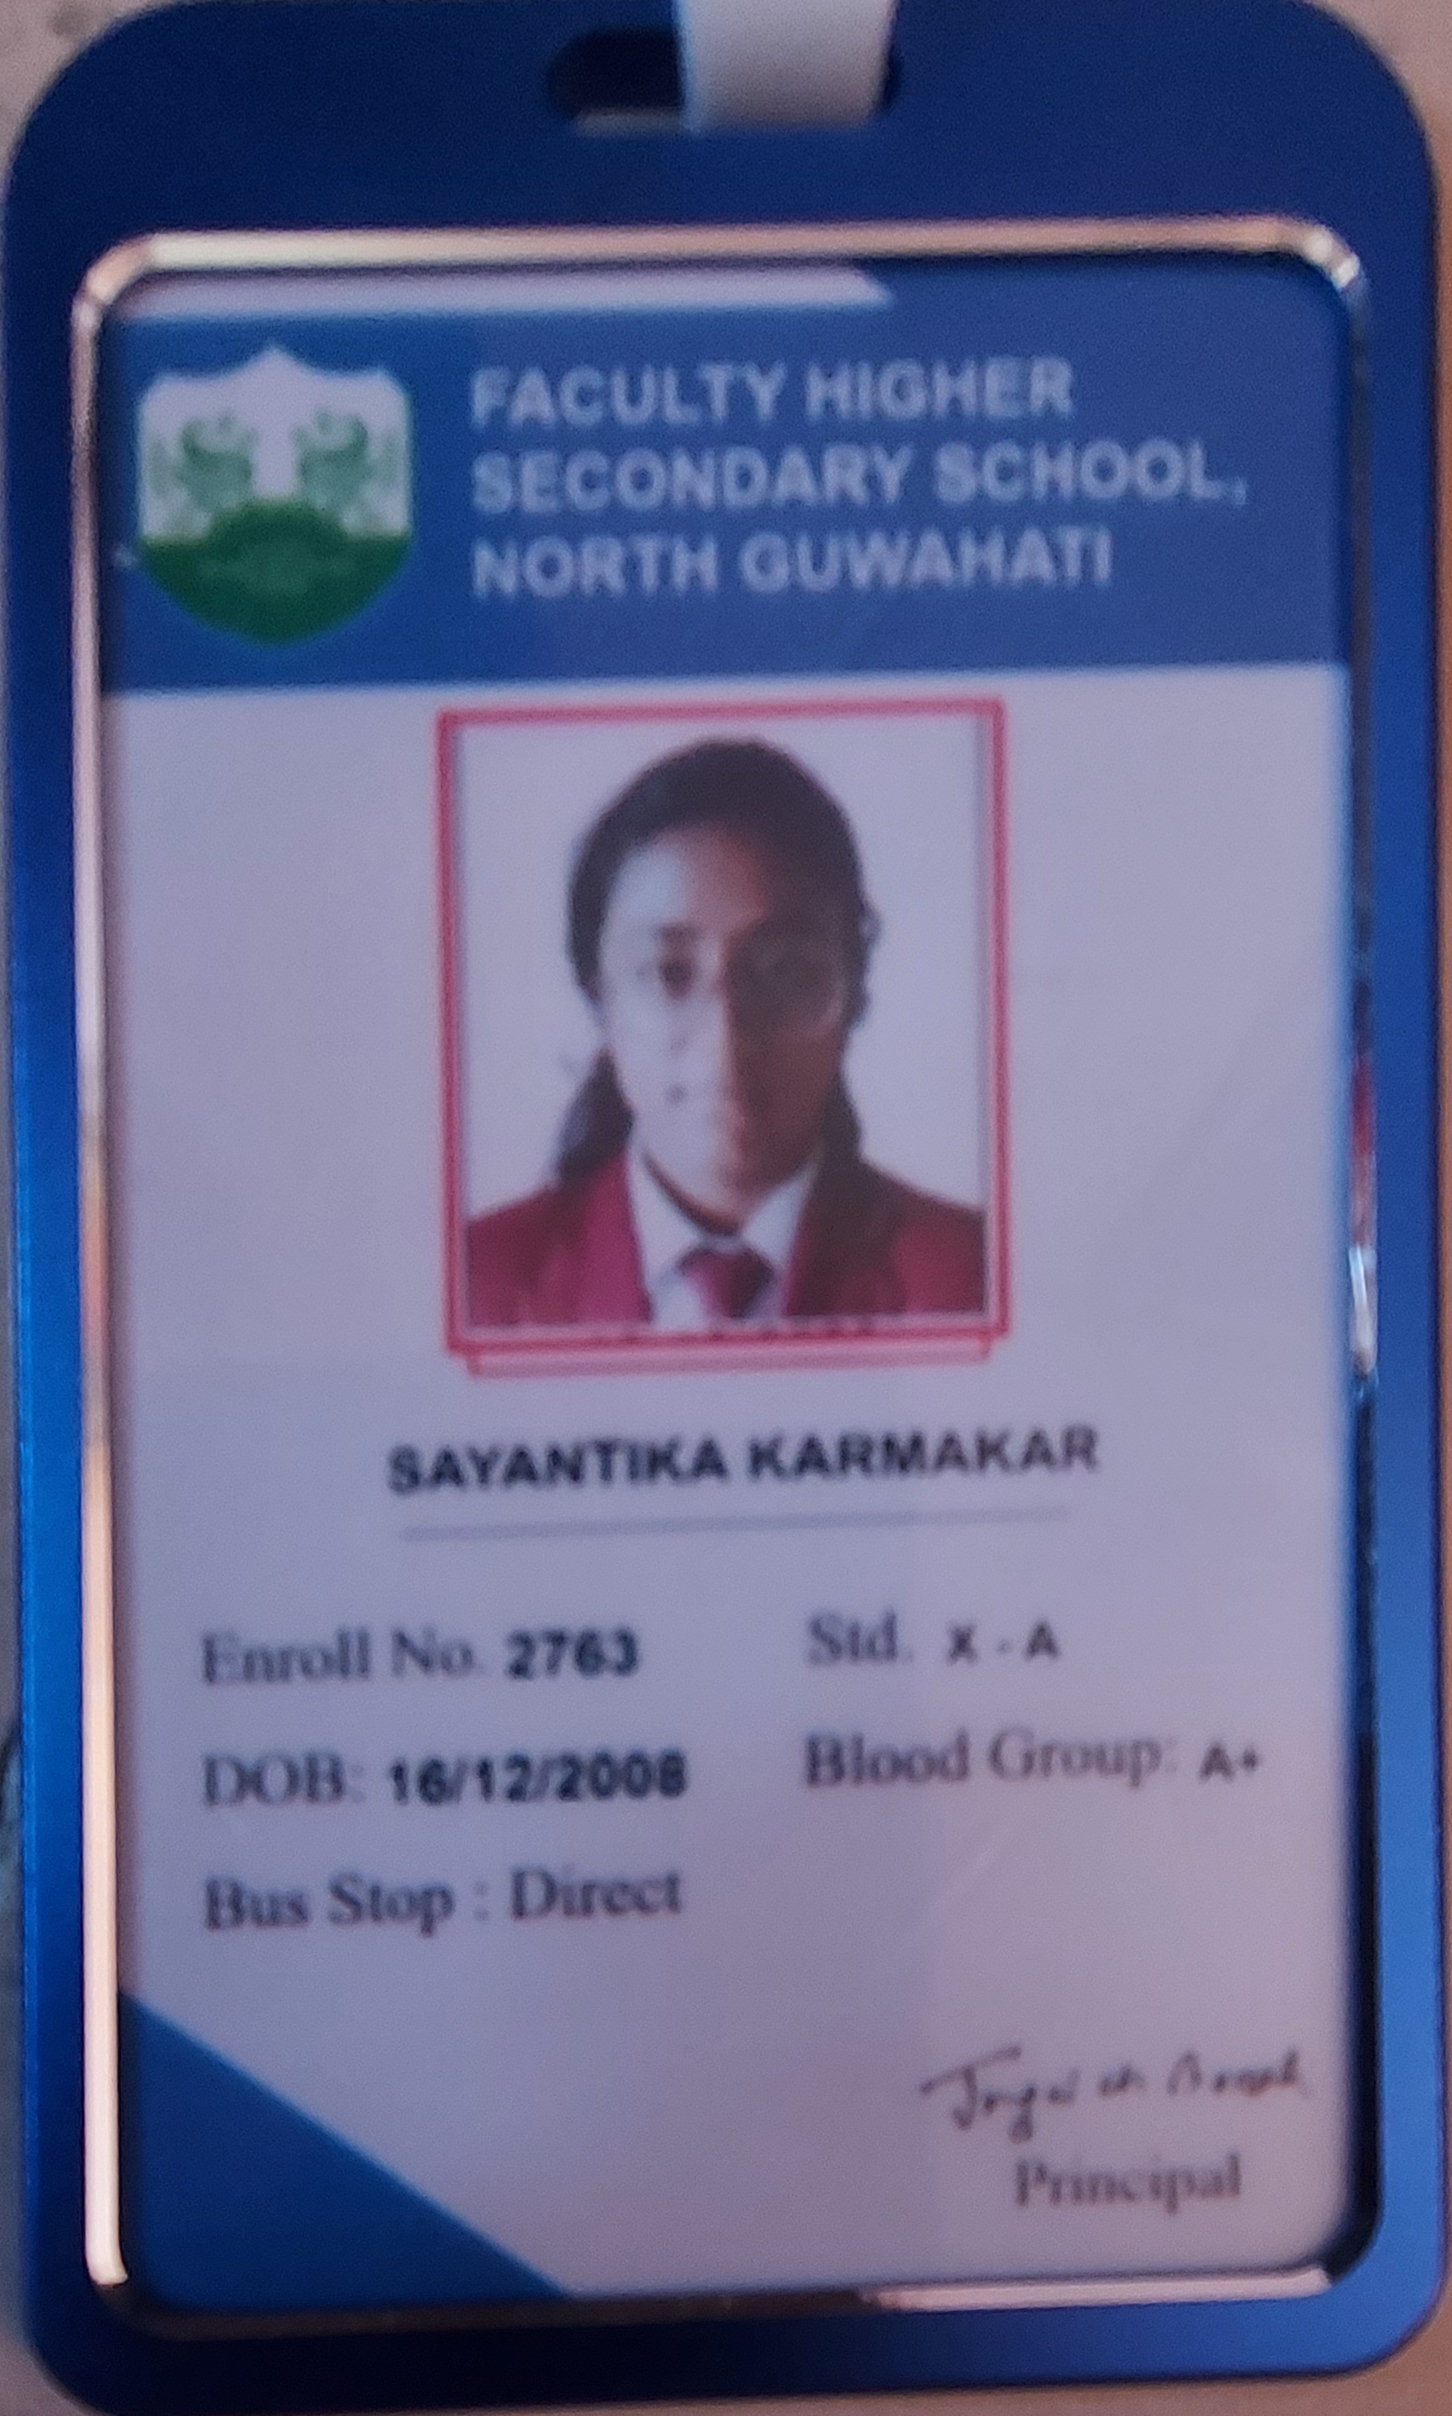 FACULTY HIGHER
SECONDARY SCHOOL,
NORTH GUWAHATI
SAYANTIKA KARMAKAR
Enroll No. 2763 Std. X - A
DOB: 16/12/2008 Blood Group: A+
Bus Stop : Direct
Principal